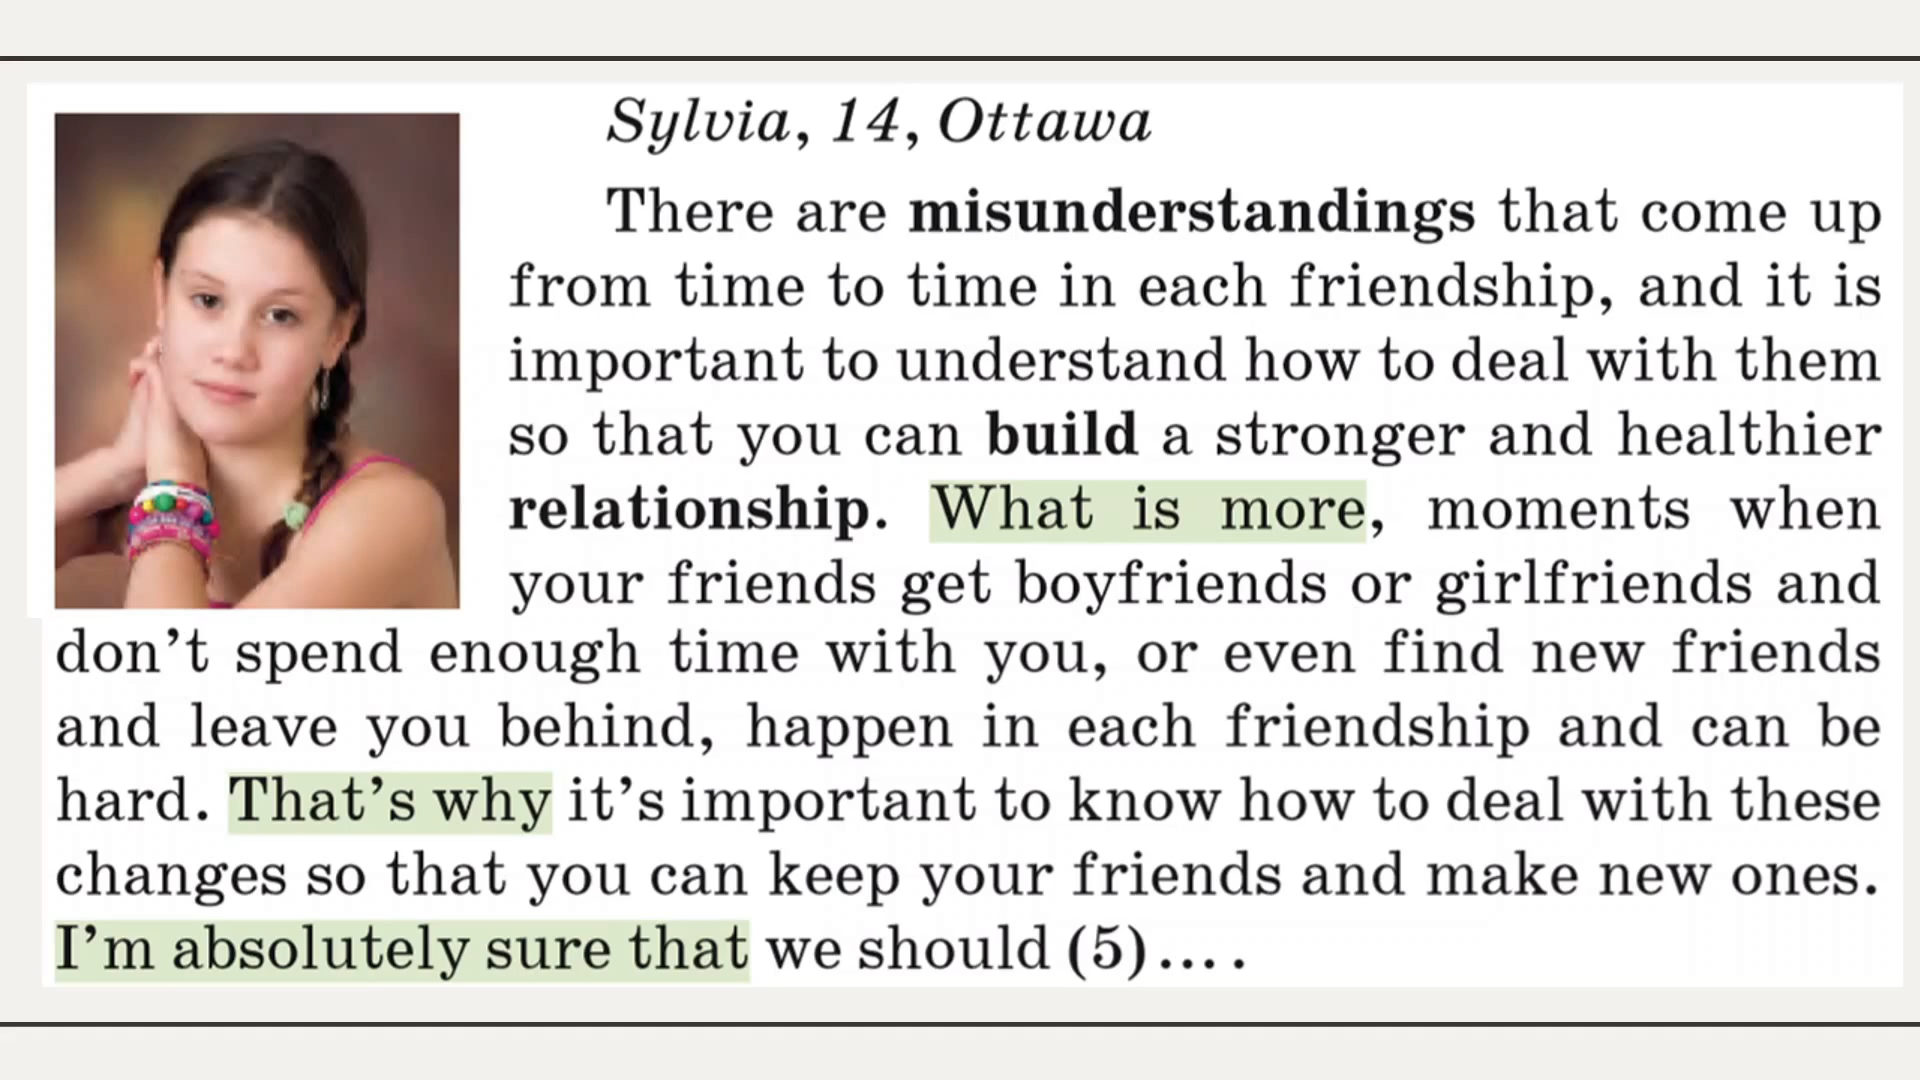 Sylvia, 14, Ottawa
There are misunderstandings that come up
from time to time in each friendship, and it is
important to understand how to deal with them
so that you can build a stronger and healthier
relationship. What is more, moments when
your friends get boyfriends or girlfriends and
don’t spend enough time with you, or even find new friends
and leave you behind, happen in each friendship and can be
hard. That’s why it’s important to know how to deal with these
changes so that you can keep your friends and make new ones.
I’m absolutely sure that we should (5)... .